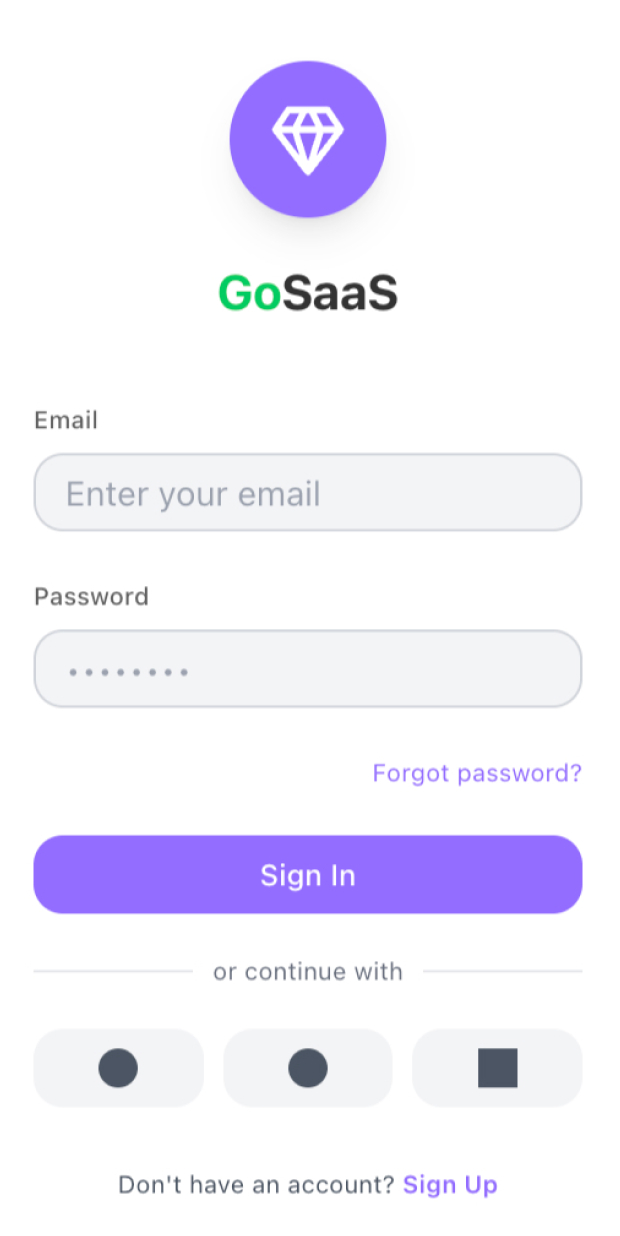 GoSaaS
Email
Enter your email
Password
••••••••
Forgot password?
Sign In
or continue with
Don't have an account? Sign Up